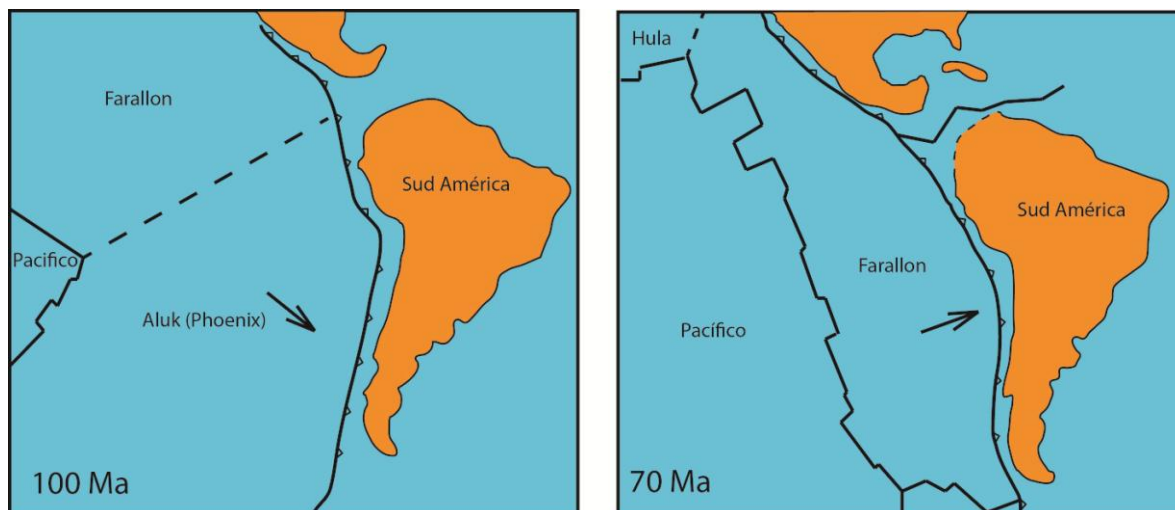 Farallon
Sud América
Pacifico
Aluk (Phoenix)
100 Ma
Hula
Sud América
Farallon
Pacífico
70 Ma